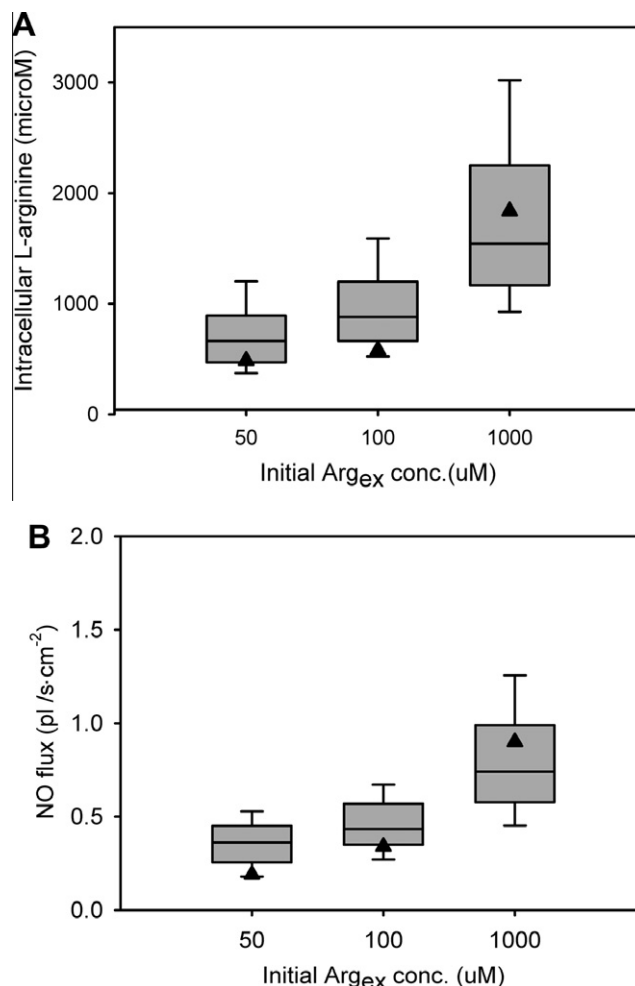 A
Intracellular L-arginine (microM)
3000
2000
1000
0
50 100 1000
Initial Argex conc.(uM)
B
NO flux (pl /s·cm-2)
2.0
1.5
1.0
0.5
0.0
50 100 1000
Initial Argex conc. (uM)